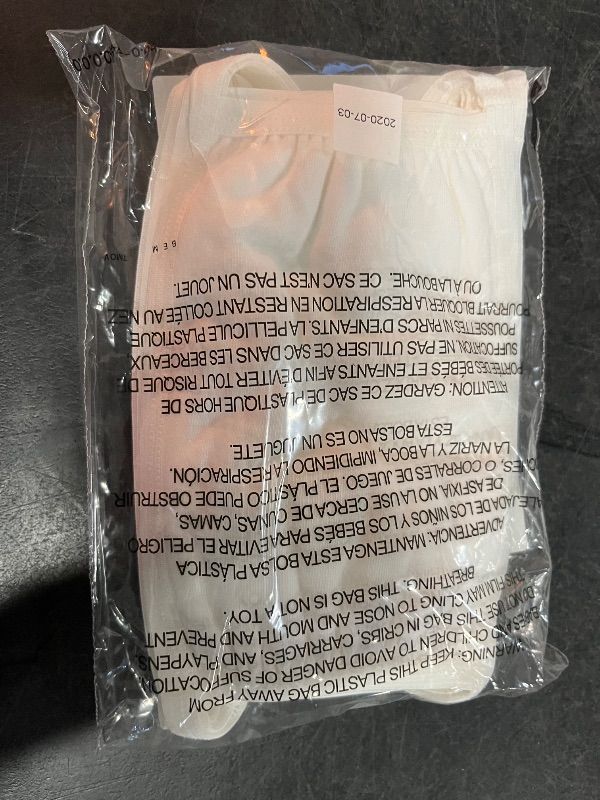 WARNING: KEEP THIS PLASTIC BAG AWAY FROM
BABIES AND CHILDREN TO AVOID DANGER OF SUFFOCATION.
DO NOT USE THIS BAG IN CRIBS, CARRIAGES, AND PLAYPENS.
THIS FILM MAY CLING TO NOSE AND MOUTH AND PREVENT
BREATHING. THIS BAG IS NOT A TOY.
ADVERTENCIA: MANTENGA ESTA BOLSA PLÁSTICA
ALEJADA DE LOS NIÑOS Y LOS BEBÉS PARA EVITAR EL PELIGRO
DE ASFIXIA NO LA USE CERCA DE CUNAS, CAMAS,
O CORRALES DE JUEGO. EL PLÁSTICO PUEDE OBSTRUIR
LA NARIZ Y LA BOCA, IMPIDIENDO LA RESPIRACIÓN.
ESTA BOLSA NO ES UN JUGUETE.
ATTENTION: GARDEZ CE SAC DE PLASTIQUE HORS DE
PORTEE DES BÉBÉS ET ENFANTS AFIN D'ÉVITER TOUT RISQUE DE
SUFFOCATION, NE PAS UTILISER CE SAC DANS LES BERCEAUX
POUSSETTES NI PARCS D'ENFANTS. LA PELLICULE PLASTIQUE
POURRAIT BLOQUER LA RESPIRATION EN RESTANT COLLÉE AU NEZ
OU À LA BOUCHE. CE SAC N'EST PAS UN JOUET.
2020-07-03